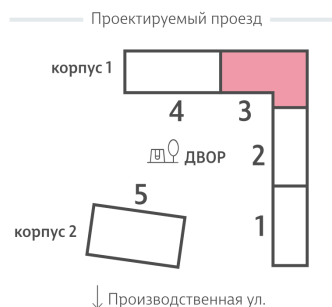 Проектируемый проезд
корпус 1
4 3
2
ДВОР
5
1
корпус 2
Производственная ул.